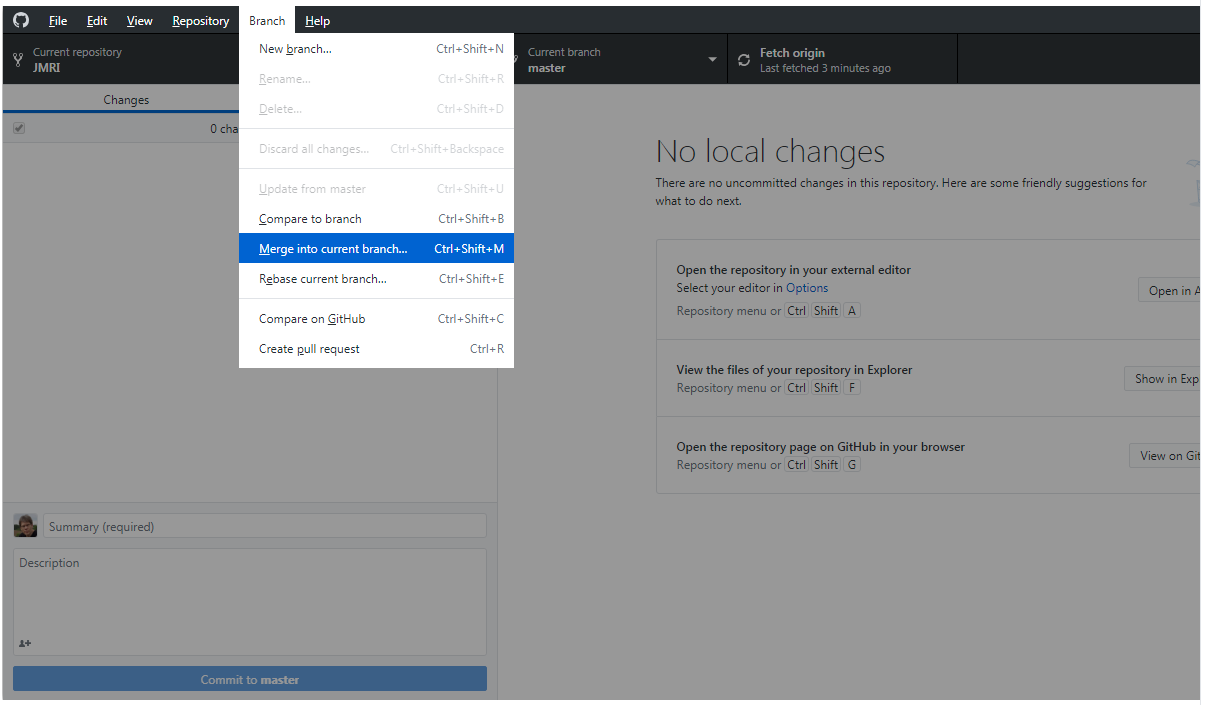 File Edit View Repository Branch Help
Current repository
JMRI
Current branch
master
Fetch origin
Last fetched 3 minutes ago
New branch... Ctrl+Shift+N
Rename... Ctrl+Shift+R
Delete... Ctrl+Shift+D
Discard all changes... Ctrl+Shift+Backspace
Update from master Ctrl+Shift+U
Compare to branch Ctrl+Shift+B
Merge into current branch... Ctrl+Shift+M
Rebase current branch... Ctrl+Shift+E
Compare on GitHub Ctrl+Shift+C
Create pull request Ctrl+R
Changes
0 cha
No local changes
There are no uncommitted changes in this repository. Here are some friendly suggestions for
what to do next.
Open the repository in your external editor
Select your editor in Options
Repository menu or Ctrl Shift A
Open in A
View the files of your repository in Explorer
Repository menu or Ctrl Shift F
Show in Exp
Open the repository page on GitHub in your browser
Repository menu or Ctrl Shift G
View on Git
Summary (required)
Description
Commit to master